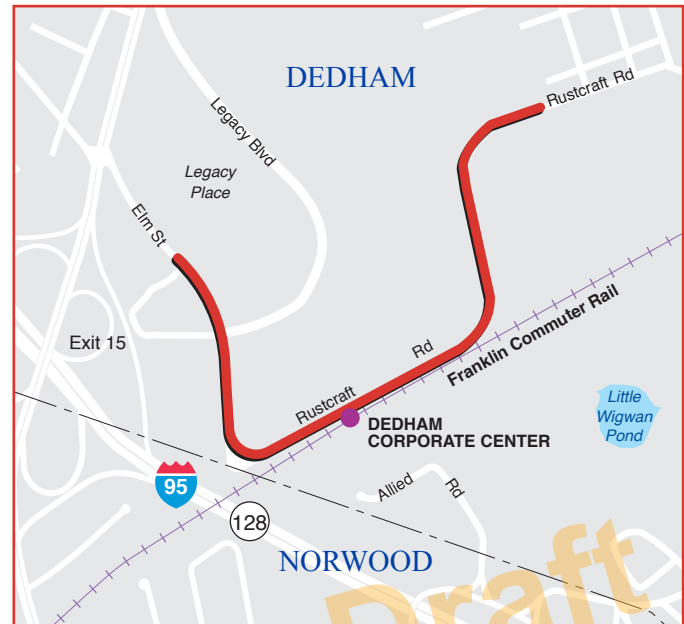 DEDHAM
Rustcraft Rd
Legacy Blvd
Legacy
Place
Elm St
Exit 15
Franklin Commuter Rail
Rd
Rustcraft
DEDHAM
CORPORATE CENTER
Little
Wigwan
Pond
95
Allied
Rd
128
NORWOOD
Draft